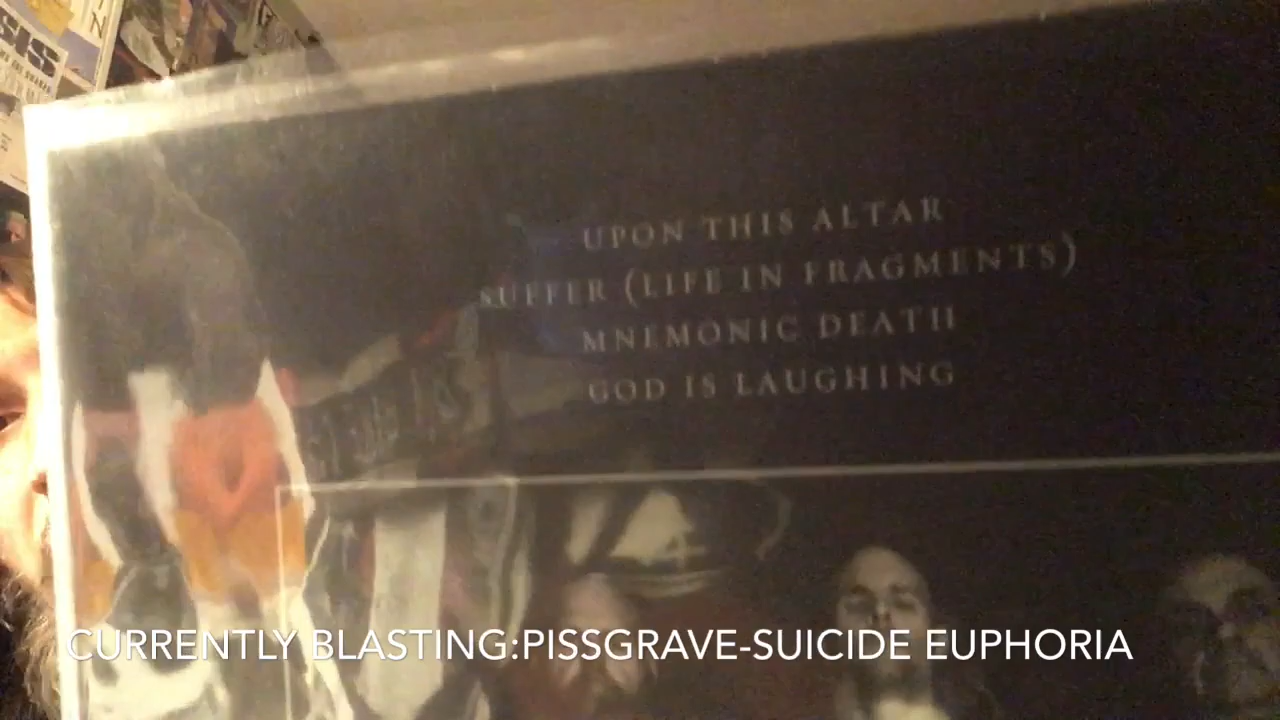 UPON THIS ALTAR
SUFFER (LIFE IN FRAGMENTS)
MNEMONIC DEATH
GOD IS LAUGHING
CURRENTLY BLASTING:PISSGRAVE-SUICIDE EUPHORIA